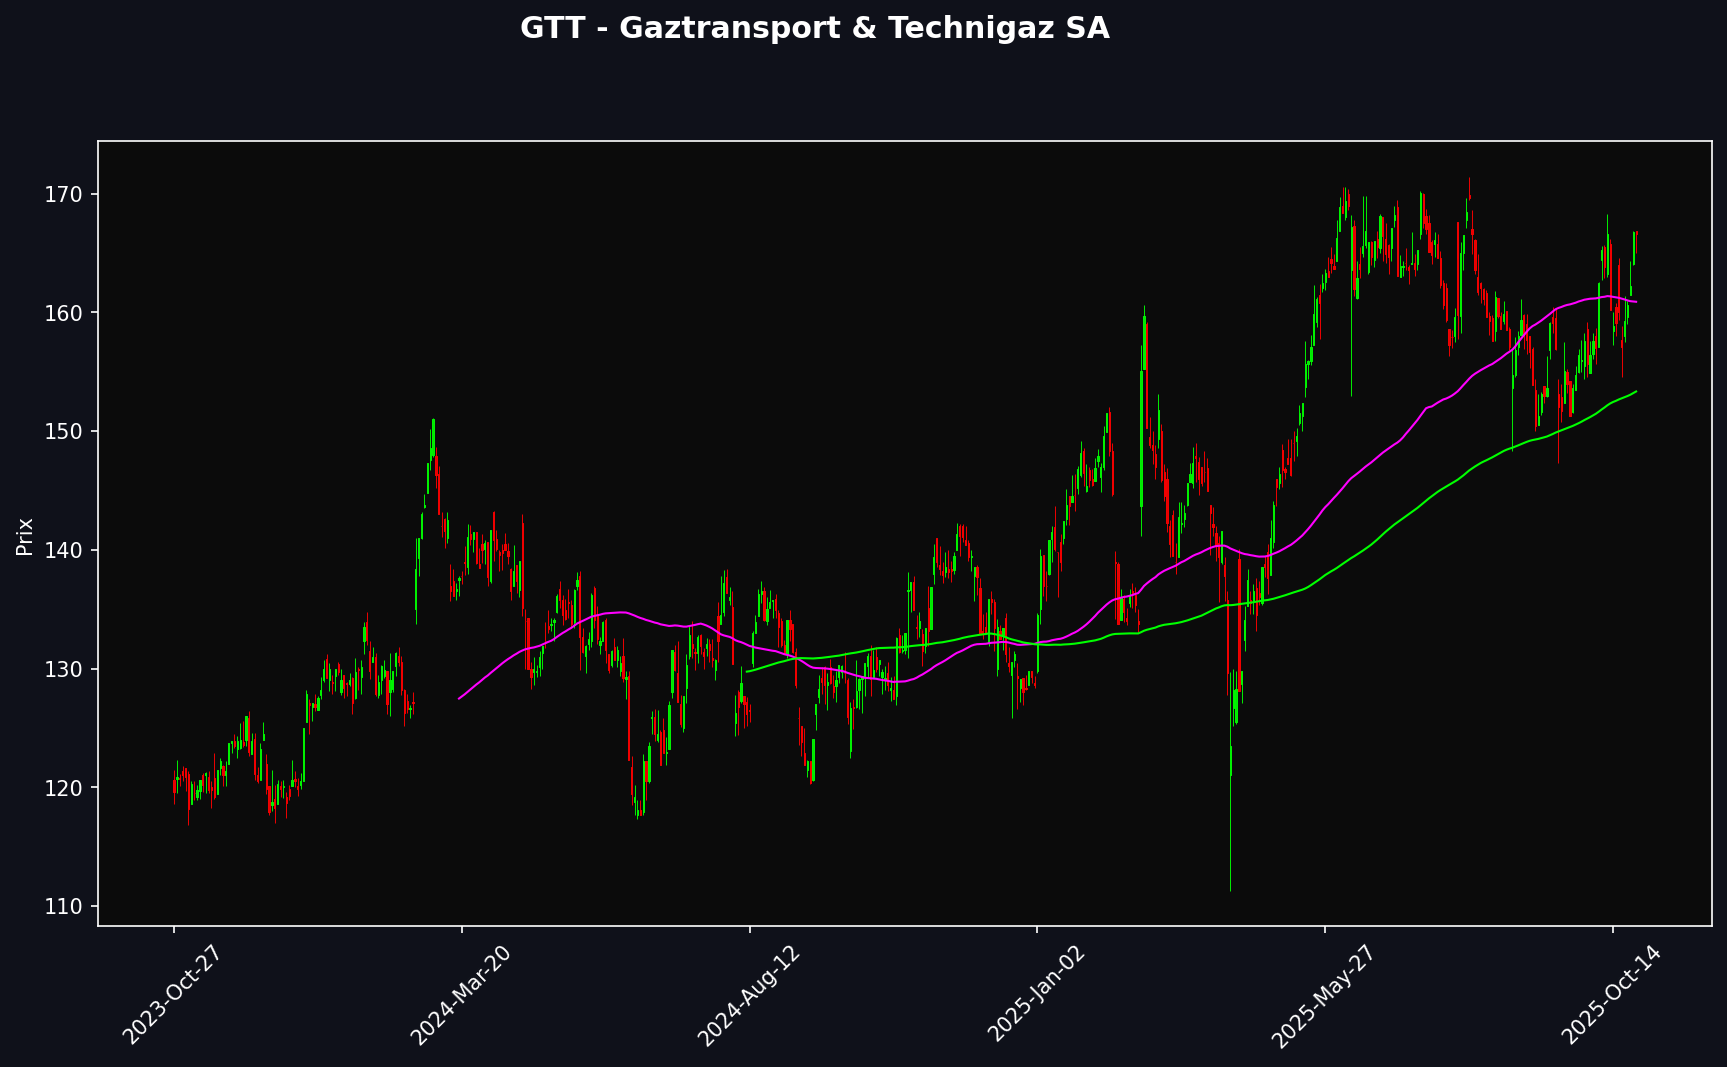 GTT - Gaztransport & Technigaz SA
Prix
170
160
150
140
130
120
110
2023-Oct-27
2024-Mar-20
2024-Aug-12
2025-Jan-02
2025-May-27
2025-Oct-14